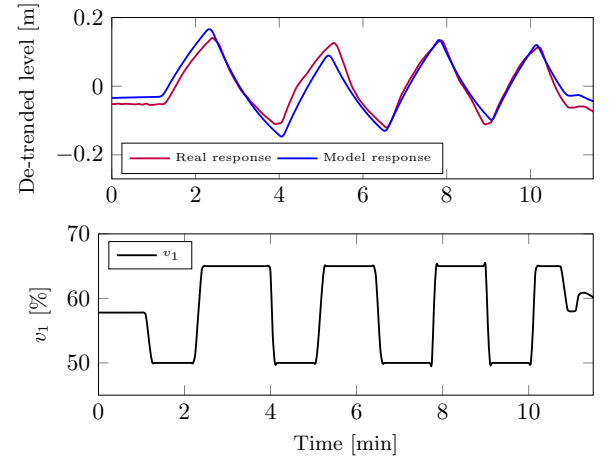 De-trended level [m]
0.2
0
−0.2
Real response
Model response
0 2 4 6 8 10
v₁ [%]
70
60
50
v₁
0 2 4 6 8 10
Time [min]